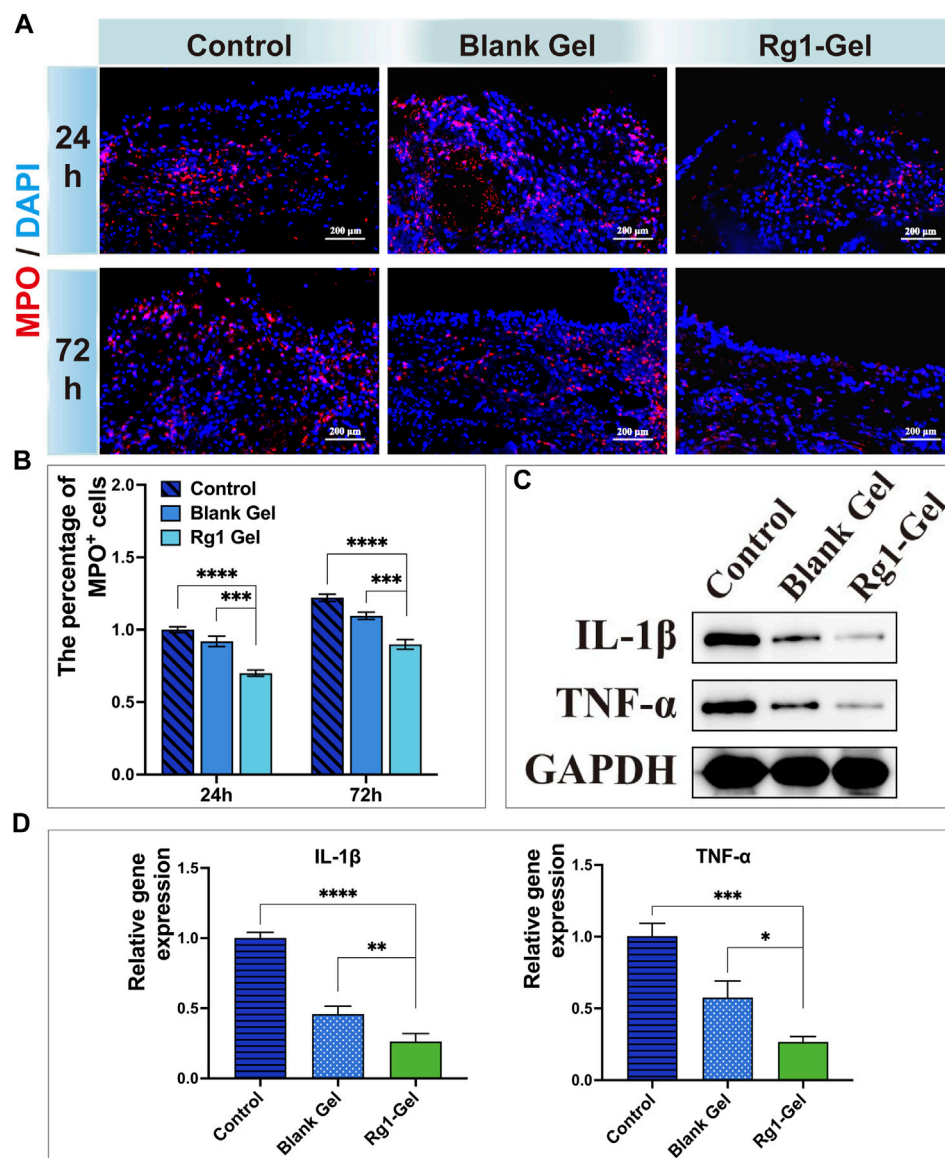 A
Control
Blank Gel
Rg1-Gel
MPO / DAPI
24
h
200 μm
200 μm
200 μm
72
h
200 μm
200 μm
200 μm
B
The percentage of
MPO+ cells
2.0
1.5
1.0
0.5
0.0
Control
Blank Gel
Rg1 Gel
****
***
****
***
24h
72h
C
Control
Blank Gel
Rg1-Gel
IL-1β
TNF-α
GAPDH
D
IL-1β
Relative gene
expression
1.5
1.0
0.5
0.0
****
**
Control
Blank Gel
Rg1-Gel
TNF-α
Relative gene
expression
1.5
1.0
0.5
0.0
***
*
Control
Blank Gel
Rg1-Gel